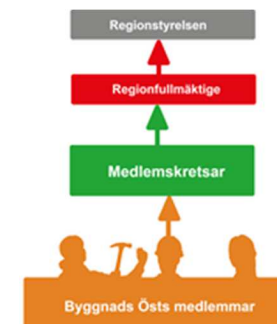 Regionstyrelsen
Regionfullmäktige
Medlemskretsar
Byggnads Östs medlemmar